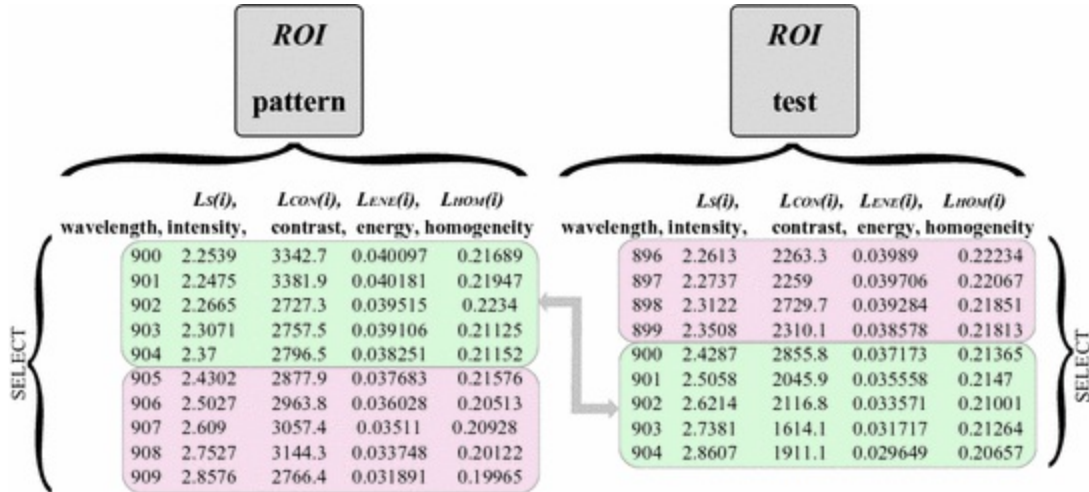 ROI
pattern
Ls(i), LCON(i), LENE(i), LHOM(i)
wavelength, intensity, contrast, energy, homogeneity
SELECT
900 2.2539 3342.7 0.040097 0.21689
901 2.2475 3381.9 0.040181 0.21947
902 2.2665 2727.3 0.039515 0.2234
903 2.3071 2757.5 0.039106 0.21125
904 2.37 2796.5 0.038251 0.21152
905 2.4302 2877.9 0.037683 0.21576
906 2.5027 2963.8 0.036028 0.20513
907 2.609 3057.4 0.03511 0.20928
908 2.7527 3144.3 0.033748 0.20122
909 2.8576 2766.4 0.031891 0.19965
ROI
test
Ls(i), LCON(i), LENE(i), LHOM(i)
wavelength, intensity, contrast, energy, homogeneity
896 2.2613 2263.3 0.03989 0.22234
897 2.2737 2259 0.039706 0.22067
898 2.3122 2729.7 0.039284 0.21851
899 2.3508 2310.1 0.038578 0.21813
900 2.4287 2855.8 0.037173 0.21365
901 2.5058 2045.9 0.035558 0.2147
902 2.6214 2116.8 0.033571 0.21001
903 2.7381 1614.1 0.031717 0.21264
904 2.8607 1911.1 0.029649 0.20657
SELECT